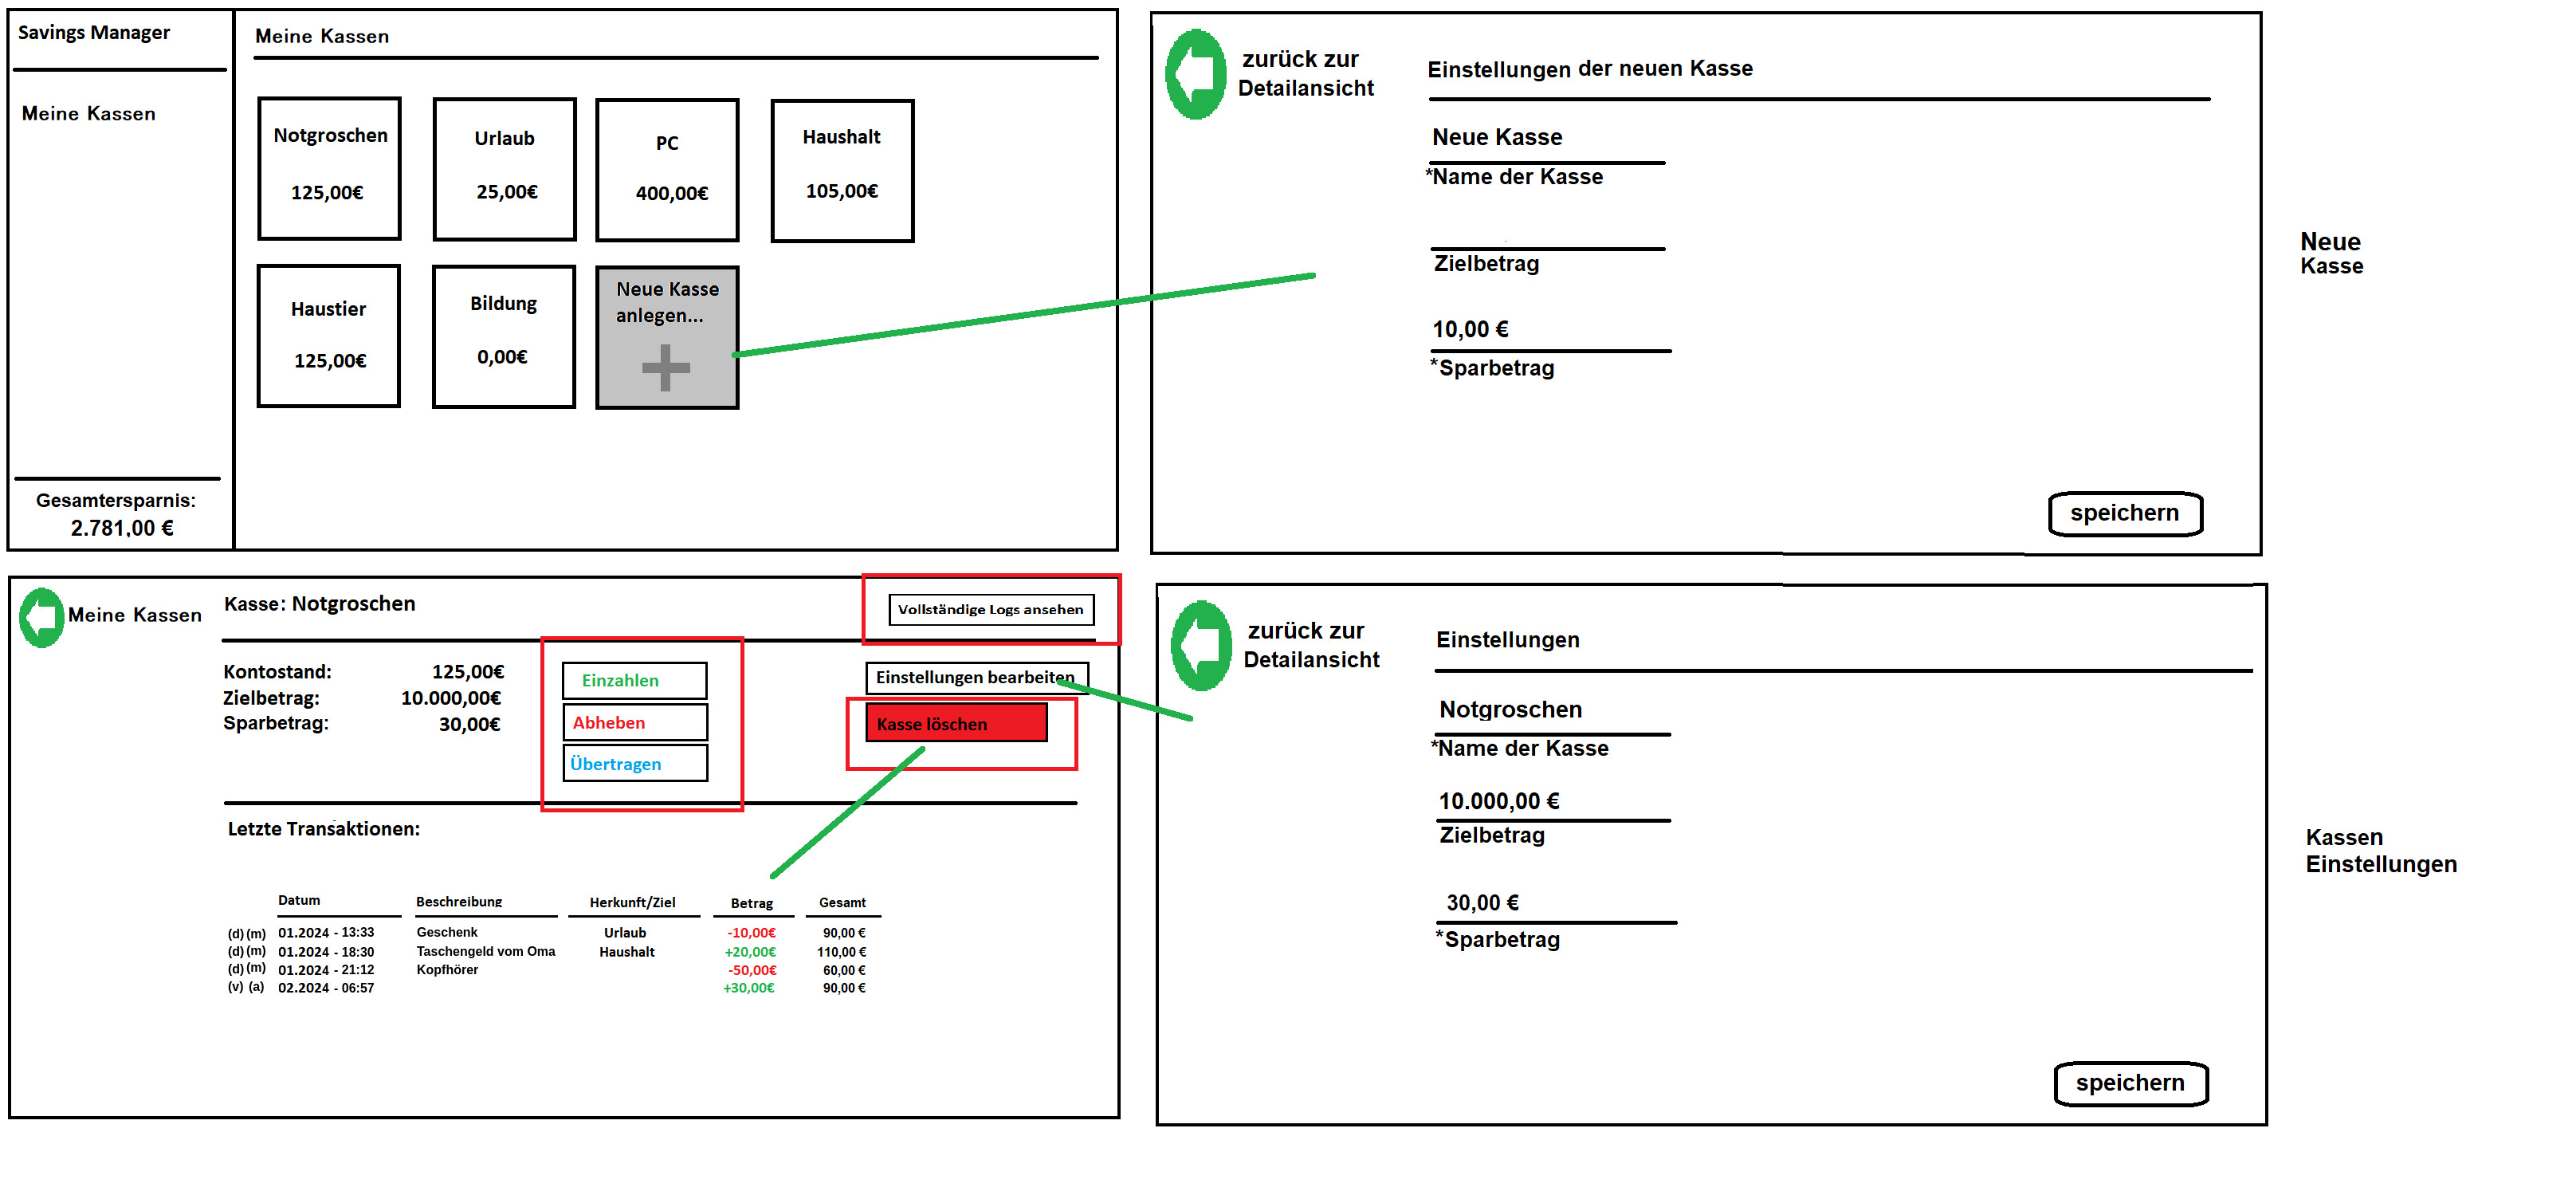 Savings Manager
Meine Kassen
Gesamtersparnis:
2.781,00 €
Meine Kassen
Notgroschen
125,00€
Urlaub
25,00€
PC
400,00€
Haushalt
105,00€
Haustier
125,00€
Bildung
0,00€
Neue Kasse
anlegen...
zurück zur
Detailansicht
Einstellungen der neuen Kasse
Neue Kasse
*Name der Kasse
Zielbetrag
10,00 €
*Sparbetrag
speichern
Neue
Kasse
Meine Kassen
Kasse: Notgroschen
Vollständige Logs ansehen
Kontostand: 125,00€
Zielbetrag: 10.000,00€
Sparbetrag: 30,00€
Einzahlen
Abheben
Übertragen
Einstellungen bearbeiten
Kasse löschen
Letzte Transaktionen:
Datum Beschreibung Herkunft/Ziel Betrag Gesamt
(d) (m) 01.2024 - 13:33 Geschenk Urlaub -10,00€ 90,00 €
(d) (m) 01.2024 - 18:30 Taschengeld vom Oma Haushalt +20,00€ 110,00 €
(d) (m) 01.2024 - 21:12 Kopfhörer -50,00€ 60,00 €
(v) (a) 02.2024 - 06:57 +30,00€ 90,00 €
zurück zur
Detailansicht
Einstellungen
Notgroschen
*Name der Kasse
10.000,00 €
Zielbetrag
30,00 €
*Sparbetrag
speichern
Kassen
Einstellungen